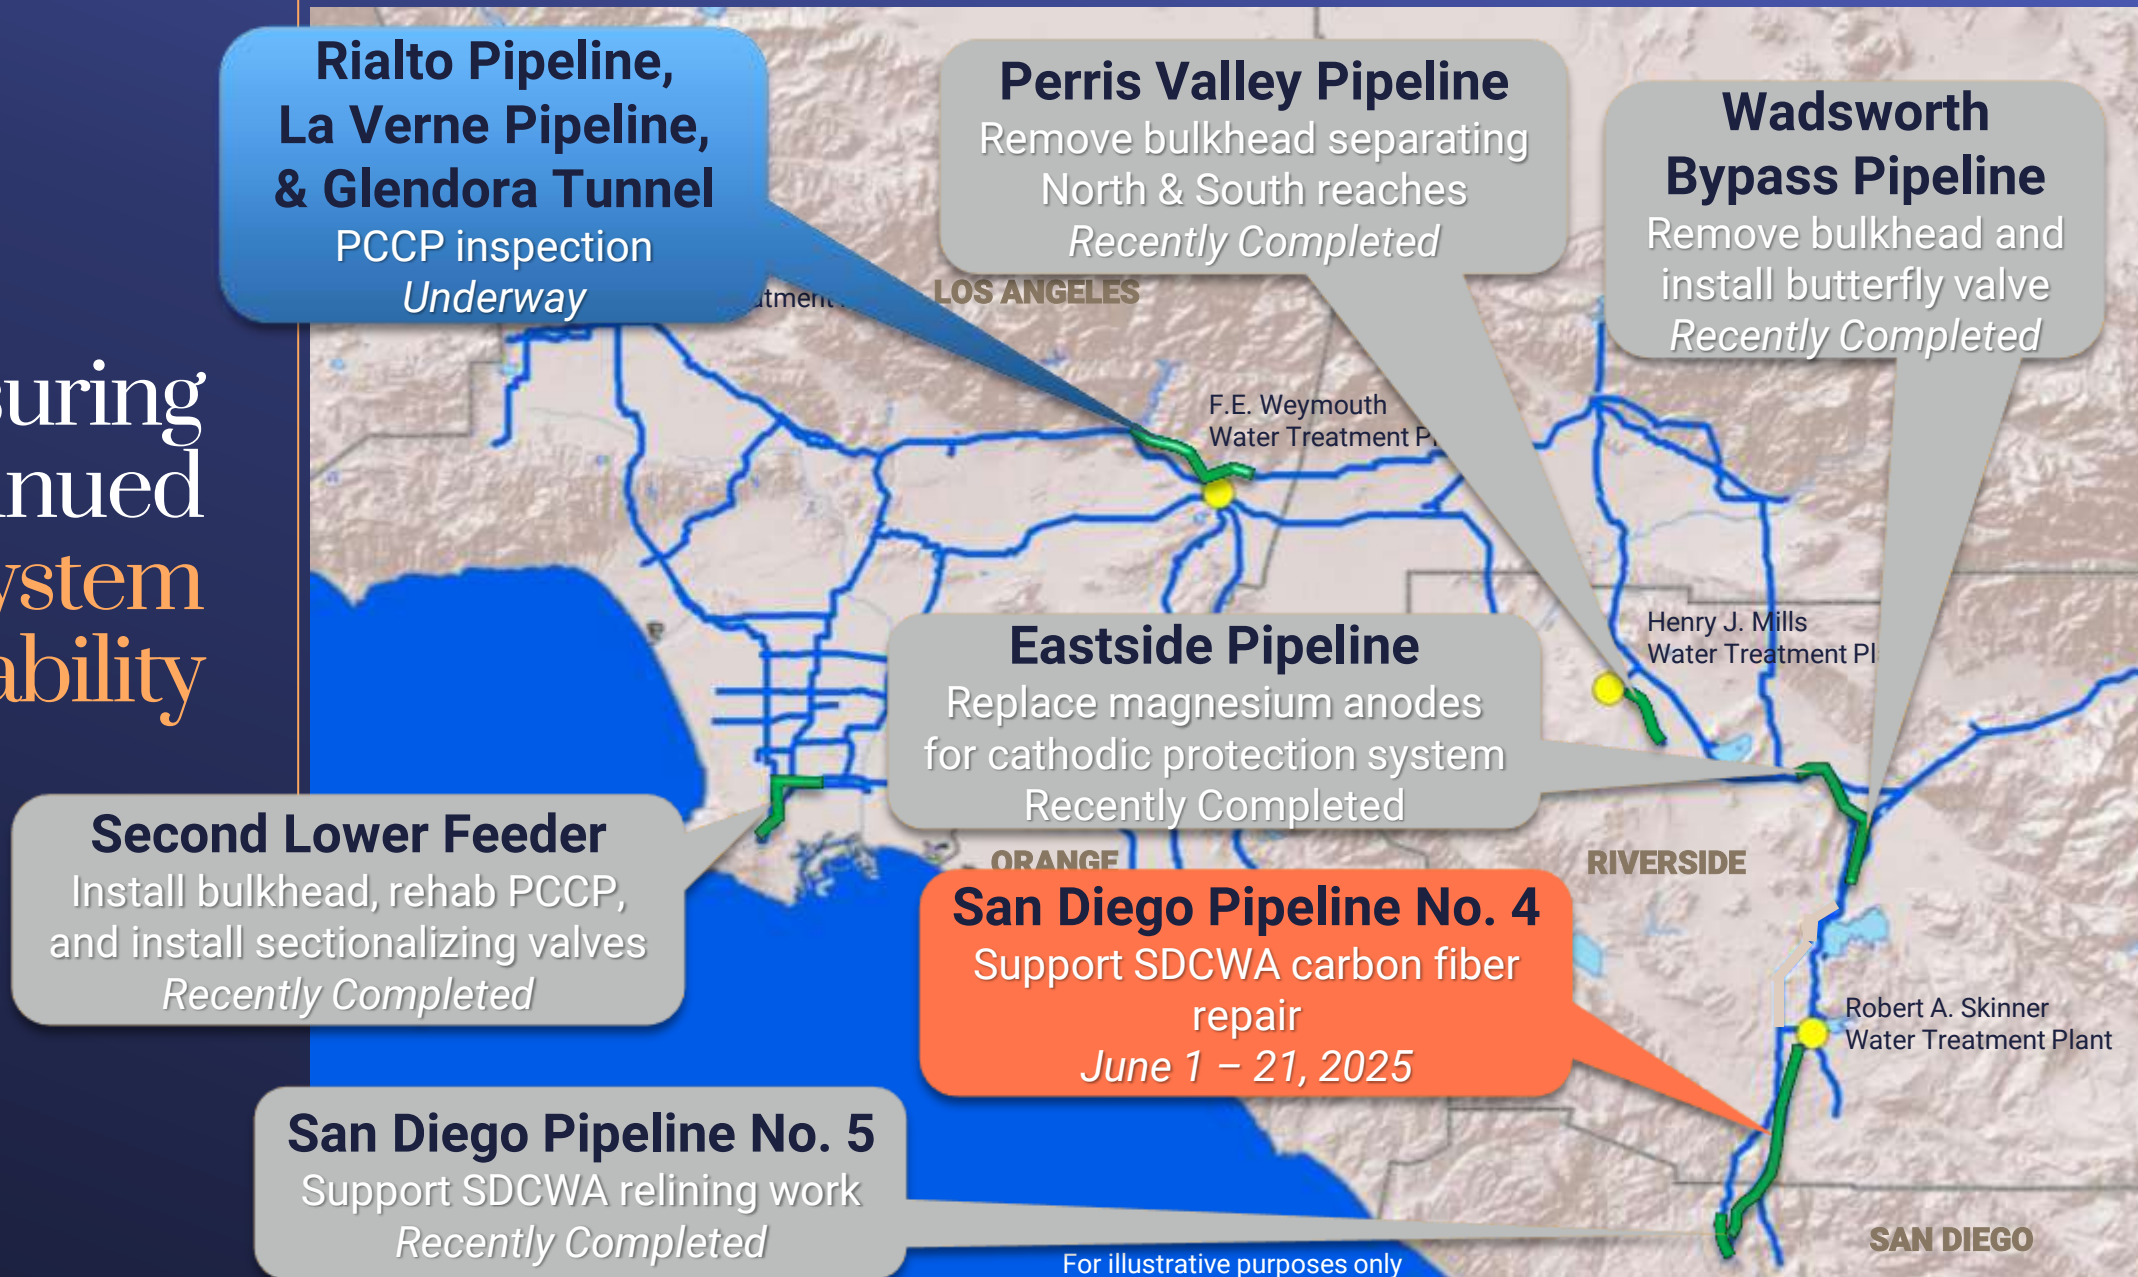 suring
nued
ystem
ability
Rialto Pipeline,
La Verne Pipeline,
& Glendora Tunnel
PCCP inspection
Underway
Perris Valley Pipeline
Remove bulkhead separating
North & South reaches
Recently Completed
Wadsworth
Bypass Pipeline
Remove bulkhead and
install butterfly valve
Recently Completed
atment
LOS ANGELES
F.E. Weymouth
Water Treatment P
Henry J. Mills
Water Treatment Pl
Eastside Pipeline
Replace magnesium anodes
for cathodic protection system
Recently Completed
Second Lower Feeder
Install bulkhead, rehab PCCP,
and install sectionalizing valves
Recently Completed
ORANGE
RIVERSIDE
San Diego Pipeline No. 4
Support SDCWA carbon fiber
repair
June 1 – 21, 2025
Robert A. Skinner
Water Treatment Plant
San Diego Pipeline No. 5
Support SDCWA relining work
Recently Completed
SAN DIEGO
For illustrative purposes only